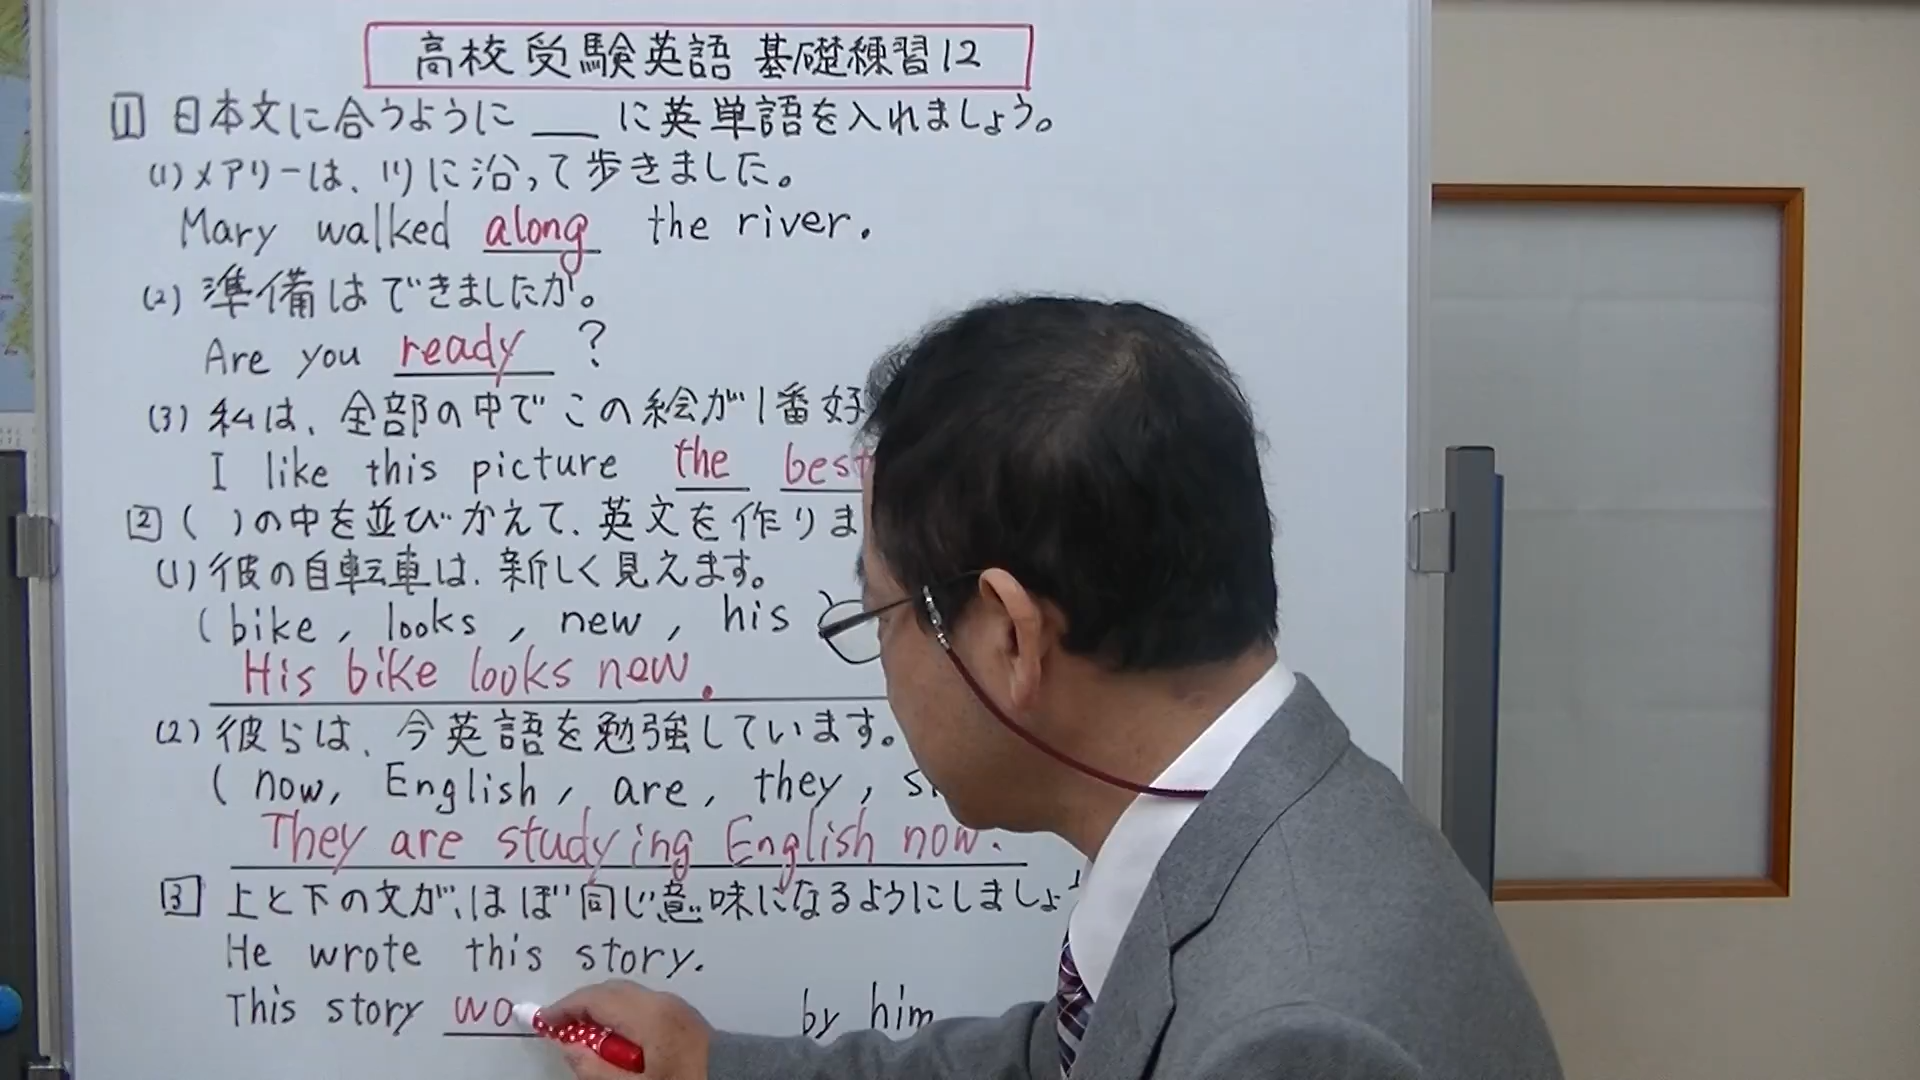 高校受験英語 基礎練習12
1 日本文に合うように ___ に英単語を入れましょう。
(1) メアリーは、川に沿って歩きました。
Mary walked along the river.
(2) 準備はできましたか。
Are you ready ?
(3) 私は、全部の中でこの絵が1番好
I like this picture the best
2 ( )の中を並びかえて、英文を作りま
(1) 彼の自転車は、新しく見えます。
(bike, looks, new, his )
His bike looks new.
(2) 彼らは、今英語を勉強しています。
( now, English, are, they,
They are studying English now.
3 上と下の文が、ほぼ同じ意味になるようにしましょ
He wrote this story.
This story wa by him